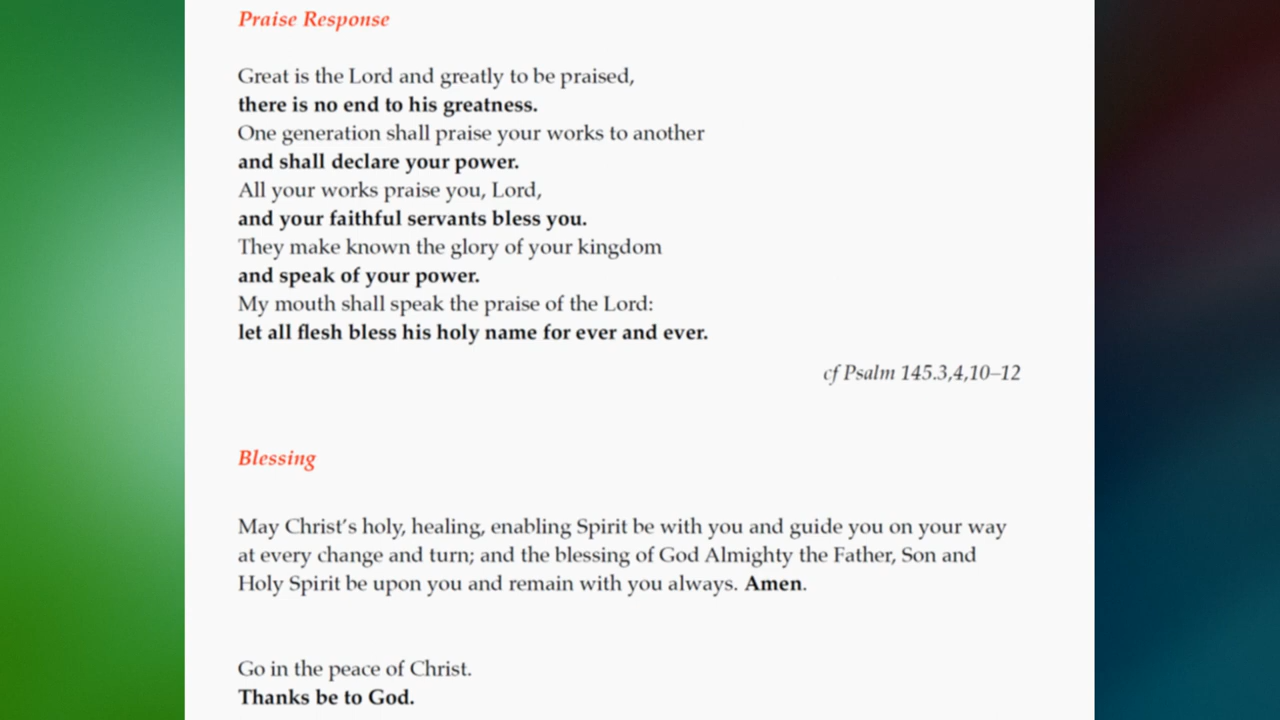 Praise Response
Great is the Lord and greatly to be praised,
there is no end to his greatness.
One generation shall praise your works to another
and shall declare your power.
All your works praise you, Lord,
and your faithful servants bless you.
They make known the glory of your kingdom
and speak of your power.
My mouth shall speak the praise of the Lord:
let all flesh bless his holy name for ever and ever.
cf Psalm 145.3,4,10–12
Blessing
May Christ's holy, healing, enabling Spirit be with you and guide you on your way
at every change and turn; and the blessing of God Almighty the Father, Son and
Holy Spirit be upon you and remain with you always. Amen.
Go in the peace of Christ.
Thanks be to God.